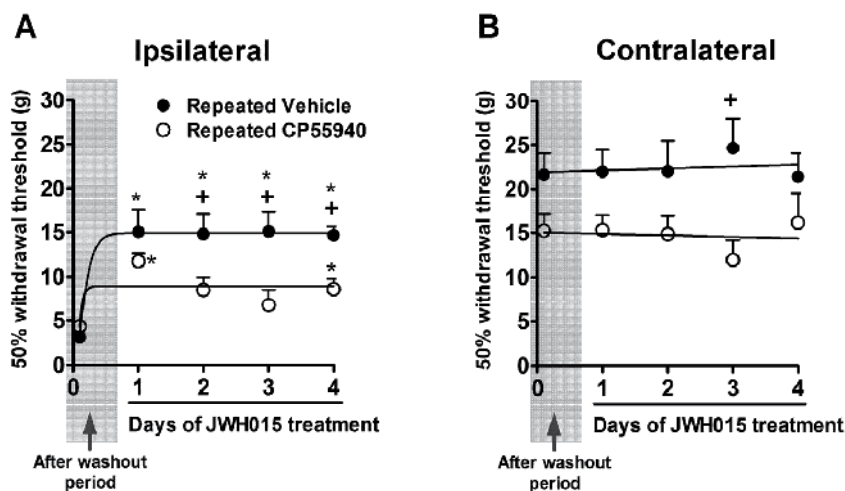 A
Ipsilateral
50% withdrawal threshold (g)
30
25
20
15
10
5
0
● Repeated Vehicle
○ Repeated CP55940
*
*
+
*
+
*
+
*
*
0
1
2
3
4
Days of JWH015 treatment
After washout
period
B
Contralateral
50% withdrawal threshold (g)
30
25
20
15
10
5
0
+
0
1
2
3
4
Days of JWH015 treatment
After washout
period